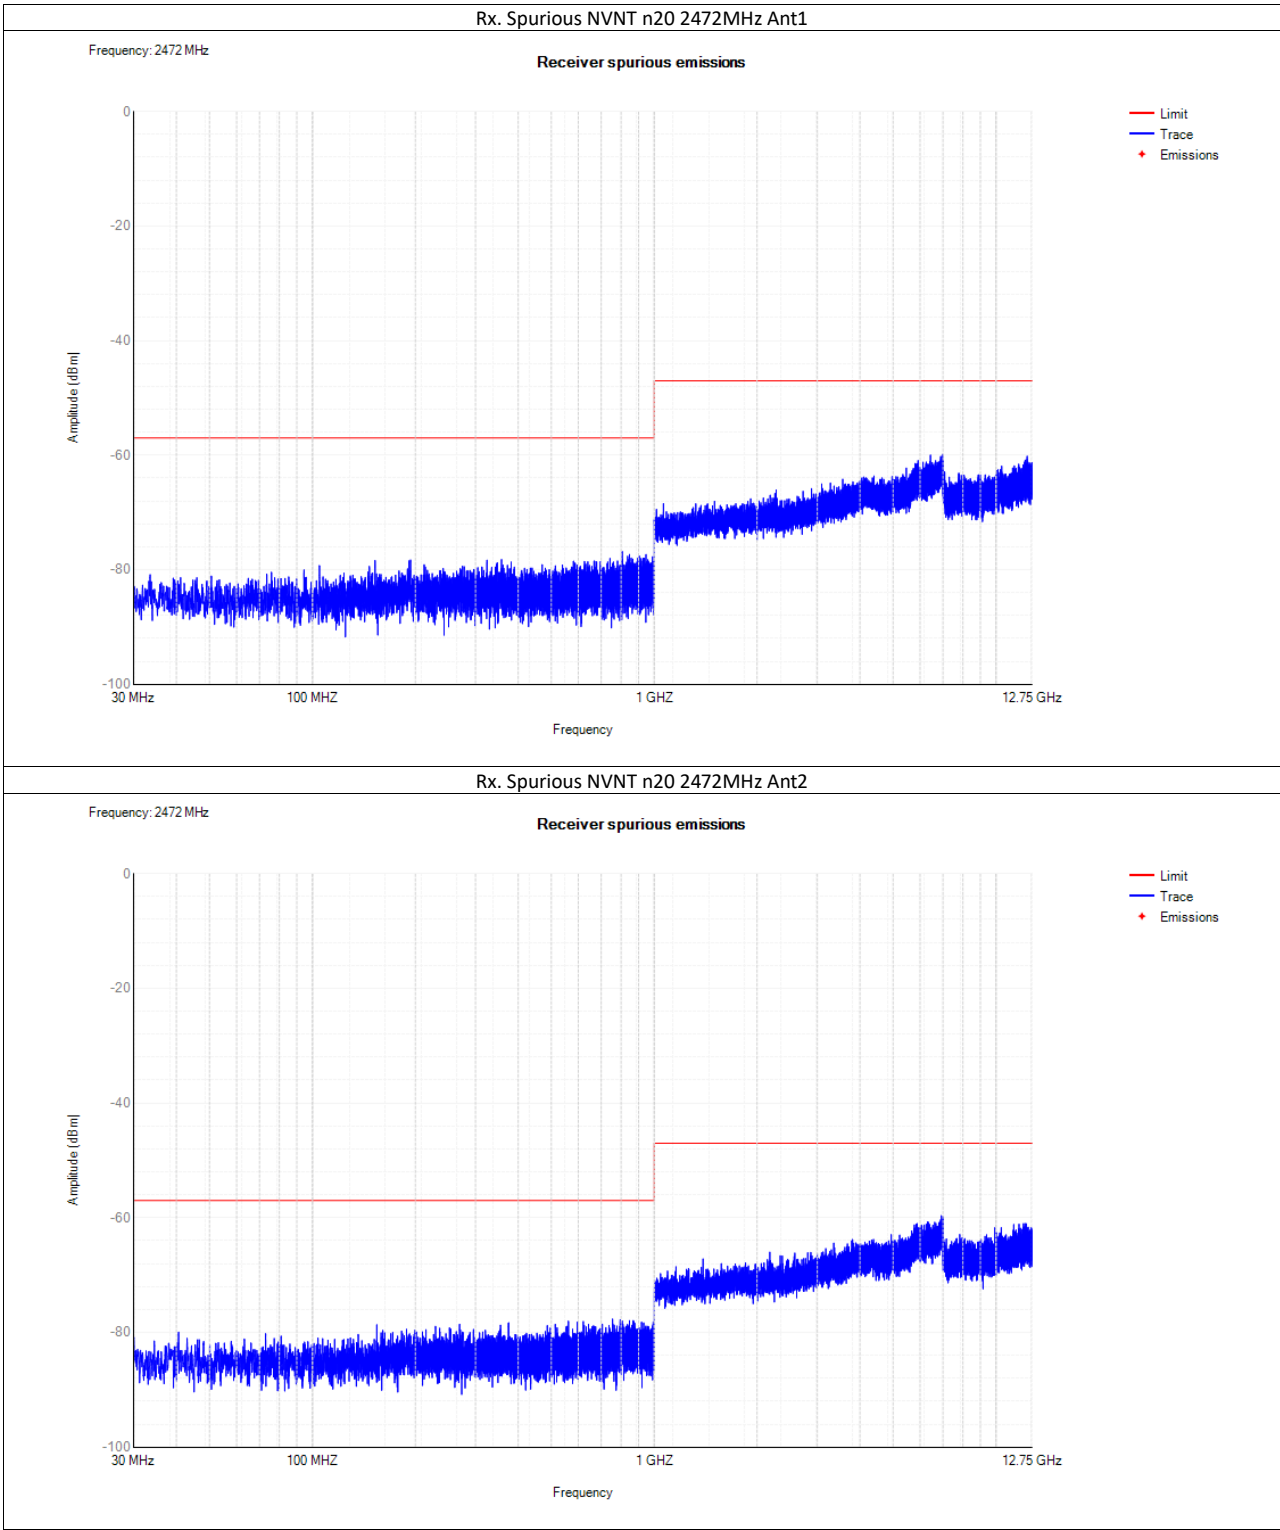 Rx. Spurious NVNT n20 2472MHz Ant1
Frequency: 2472 MHz
Receiver spurious emissions
Limit
Trace
Emissions
0
-20
-40
-60
-80
-100
Amplitude [dBm]
30 MHz
100 MHZ
1 GHZ
12.75 GHz
Frequency
Rx. Spurious NVNT n20 2472MHz Ant2
Frequency: 2472 MHz
Receiver spurious emissions
Limit
Trace
Emissions
0
-20
-40
-60
-80
-100
Amplitude [dBm]
30 MHz
100 MHZ
1 GHZ
12.75 GHz
Frequency